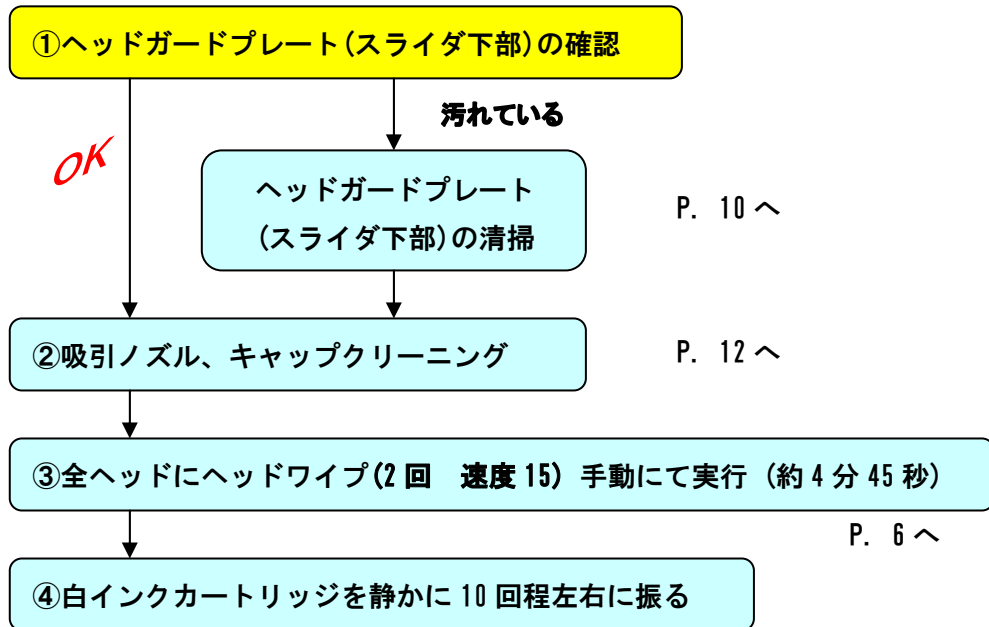 ①ヘッドガードプレート(スライダ下部)の確認
汚れている
OK
ヘッドガードプレート
(スライダ下部)の清掃
P. 10 へ
②吸引ノズル、キャップクリーニング
P. 12 へ
③全ヘッドにヘッドワイプ(2 回　速度 15) 手動にて実行 (約 4 分 45 秒)
P. 6 へ
④白インクカートリッジを静かに 10 回程左右に振る